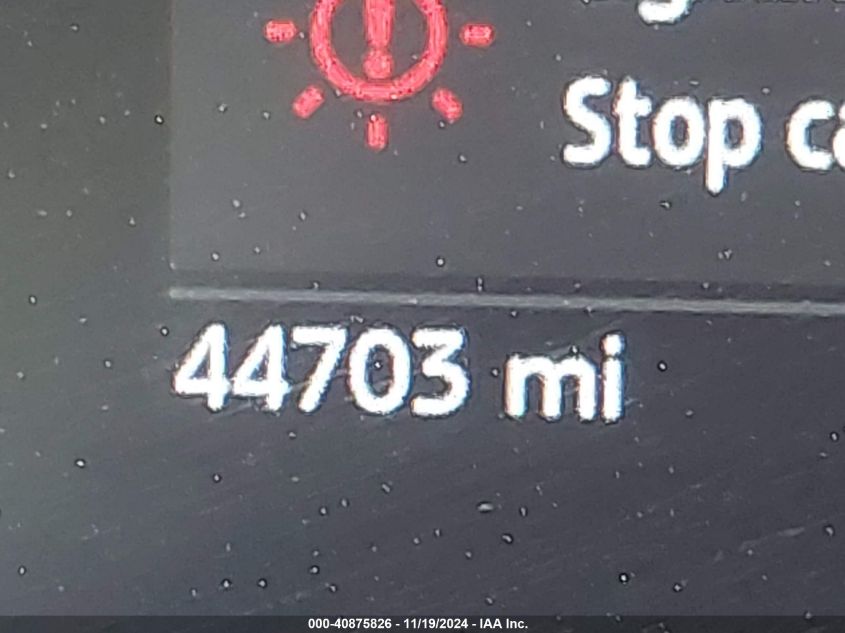 Stop
44703 mi
000-40875826 - 11/19/2024 - IAA Inc.